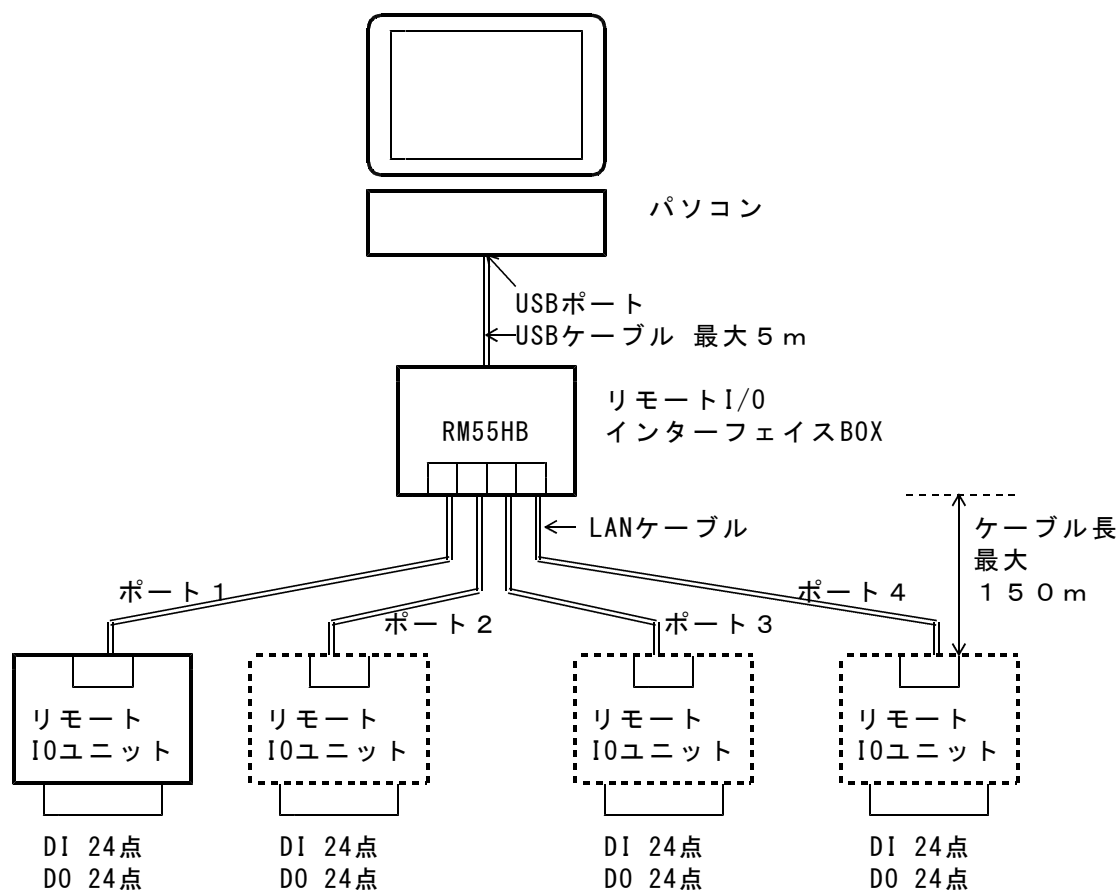 パソコン
USBポート
USBケーブル 最大５ｍ
リモートI/O
インターフェイスBOX
RM55HB
LANケーブル
ケーブル長
最大
１５０ｍ
ポート１
ポート２
ポート３
ポート４
リモート
IOユニット
リモート
IOユニット
リモート
IOユニット
リモート
IOユニット
DI 24点
DO 24点
DI 24点
DO 24点
DI 24点
DO 24点
DI 24点
DO 24点